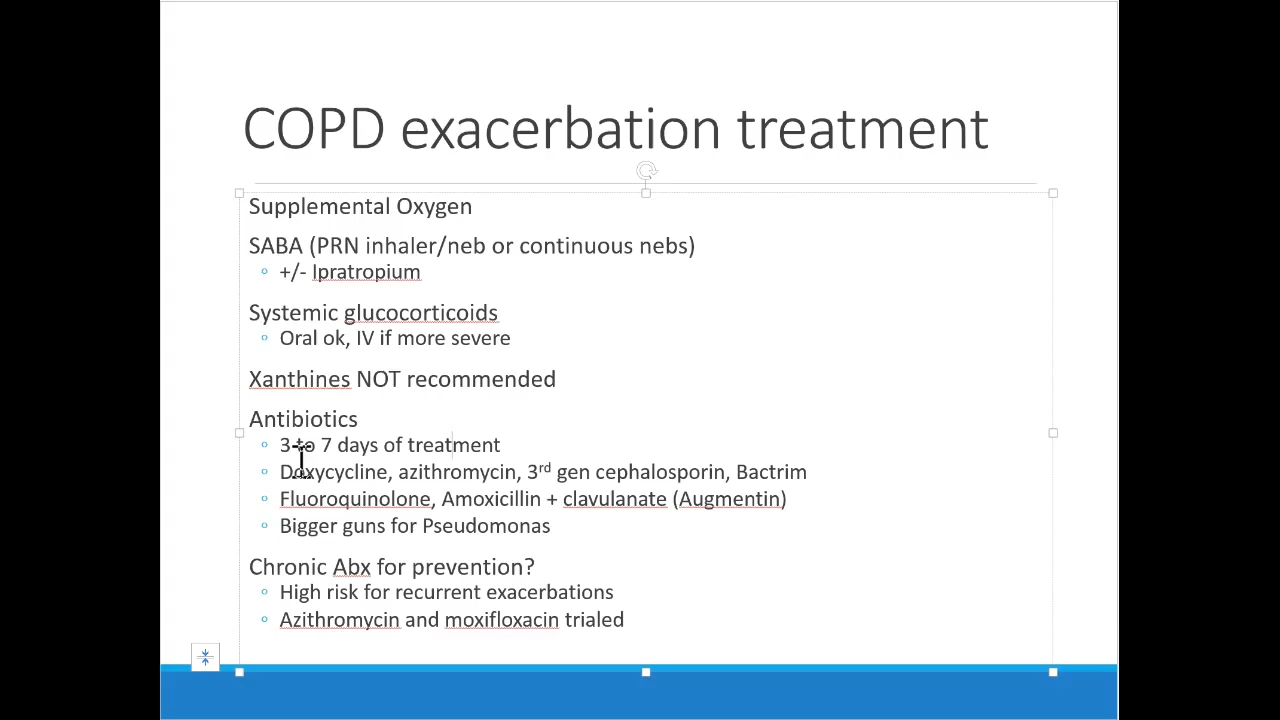 COPD exacerbation treatment
Supplemental Oxygen
SABA (PRN inhaler/neb or continuous nebs)
+/- Ipratropium
Systemic glucocorticoids
Oral ok, IV if more severe
Xanthines NOT recommended
Antibiotics
3 to 7 days of treatment
Doxycycline, azithromycin, 3rd gen cephalosporin, Bactrim
Fluoroquinolone, Amoxicillin + clavulanate (Augmentin)
Bigger guns for Pseudomonas
Chronic Abx for prevention?
High risk for recurrent exacerbations
Azithromycin and moxifloxacin trialed